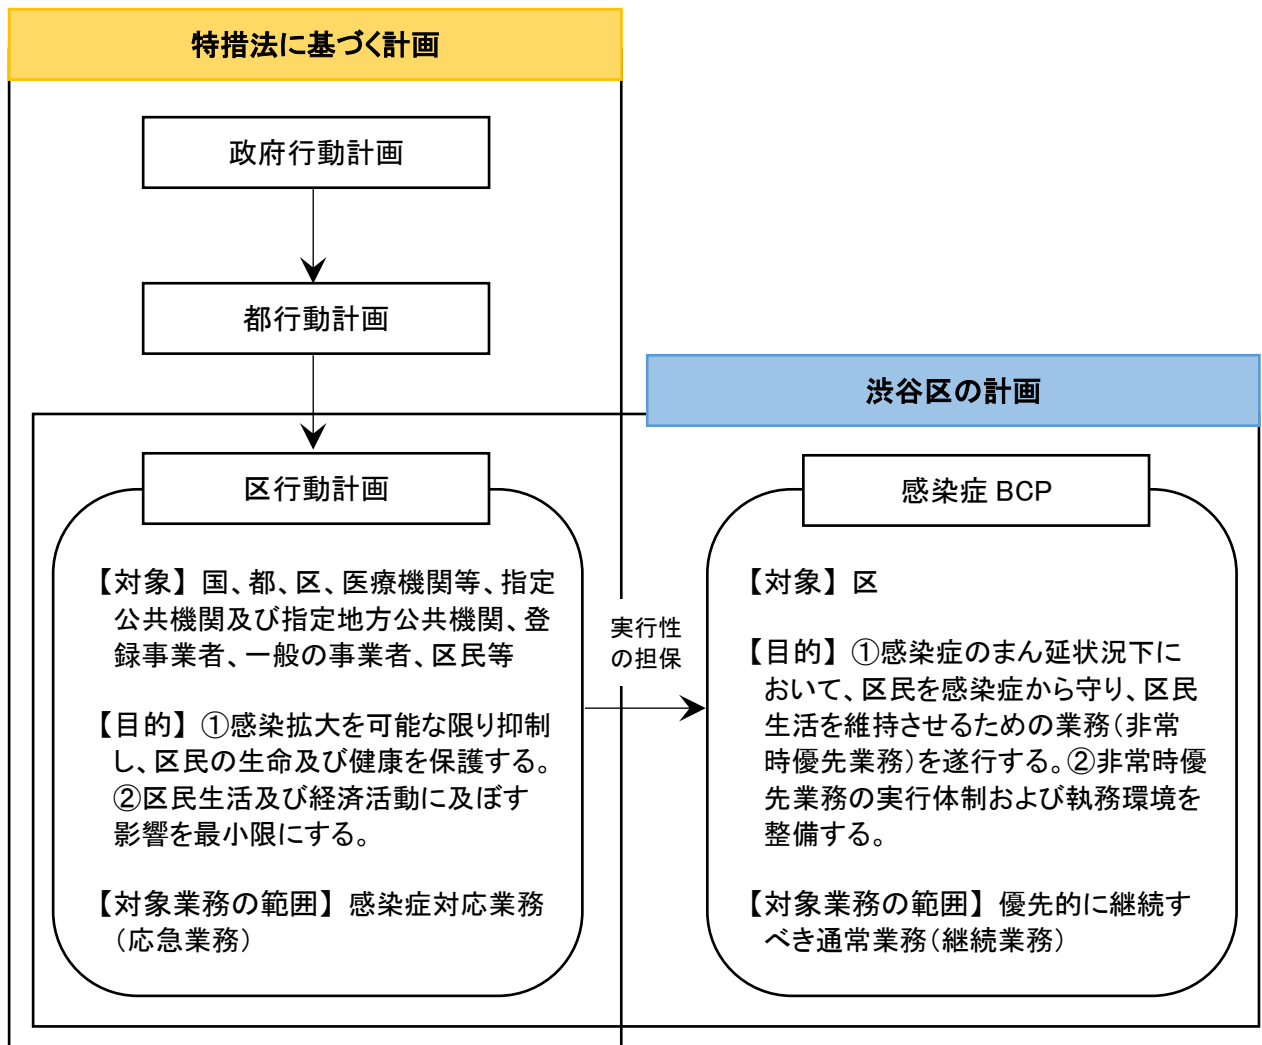 特措法に基づく計画
政府行動計画
都行動計画
渋谷区の計画
区行動計画
【対象】国、都、区、医療機関等、指定
公共機関及び指定地方公共機関、登
録事業者、一般の事業者、区民等
【目的】①感染拡大を可能な限り抑制
し、区民の生命及び健康を保護する。
②区民生活及び経済活動に及ぼす
影響を最小限にする。
【対象業務の範囲】感染症対応業務
（応急業務）
実行性
の担保
感染症 BCP
【対象】区
【目的】①感染症のまん延状況下に
おいて、区民を感染症から守り、区民
生活を維持させるための業務（非常
時優先業務）を遂行する。②非常時優
先業務の実行体制および執務環境を
整備する。
【対象業務の範囲】優先的に継続す
べき通常業務（継続業務）